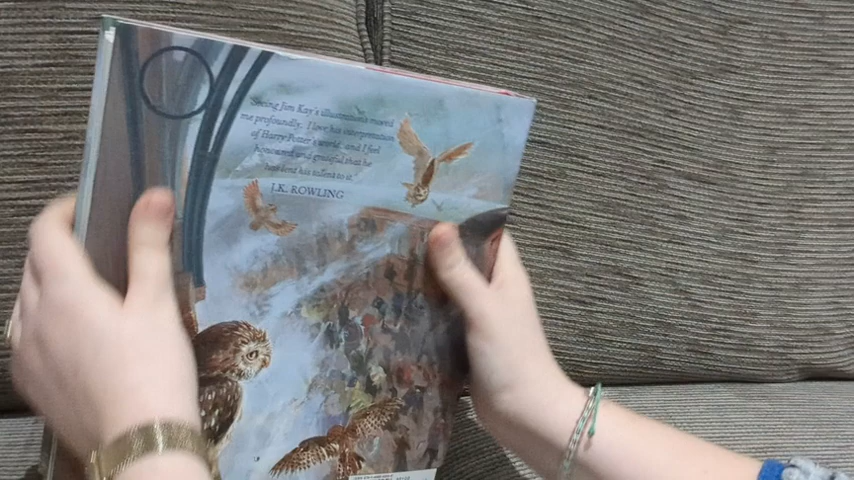 "Seeing Jim Kay's illustrations moved
me profoundly. I love his interpretation
of Harry Potter's world, and I feel
honoured and grateful that he
has lent his talent to it."
J.K. ROWLING